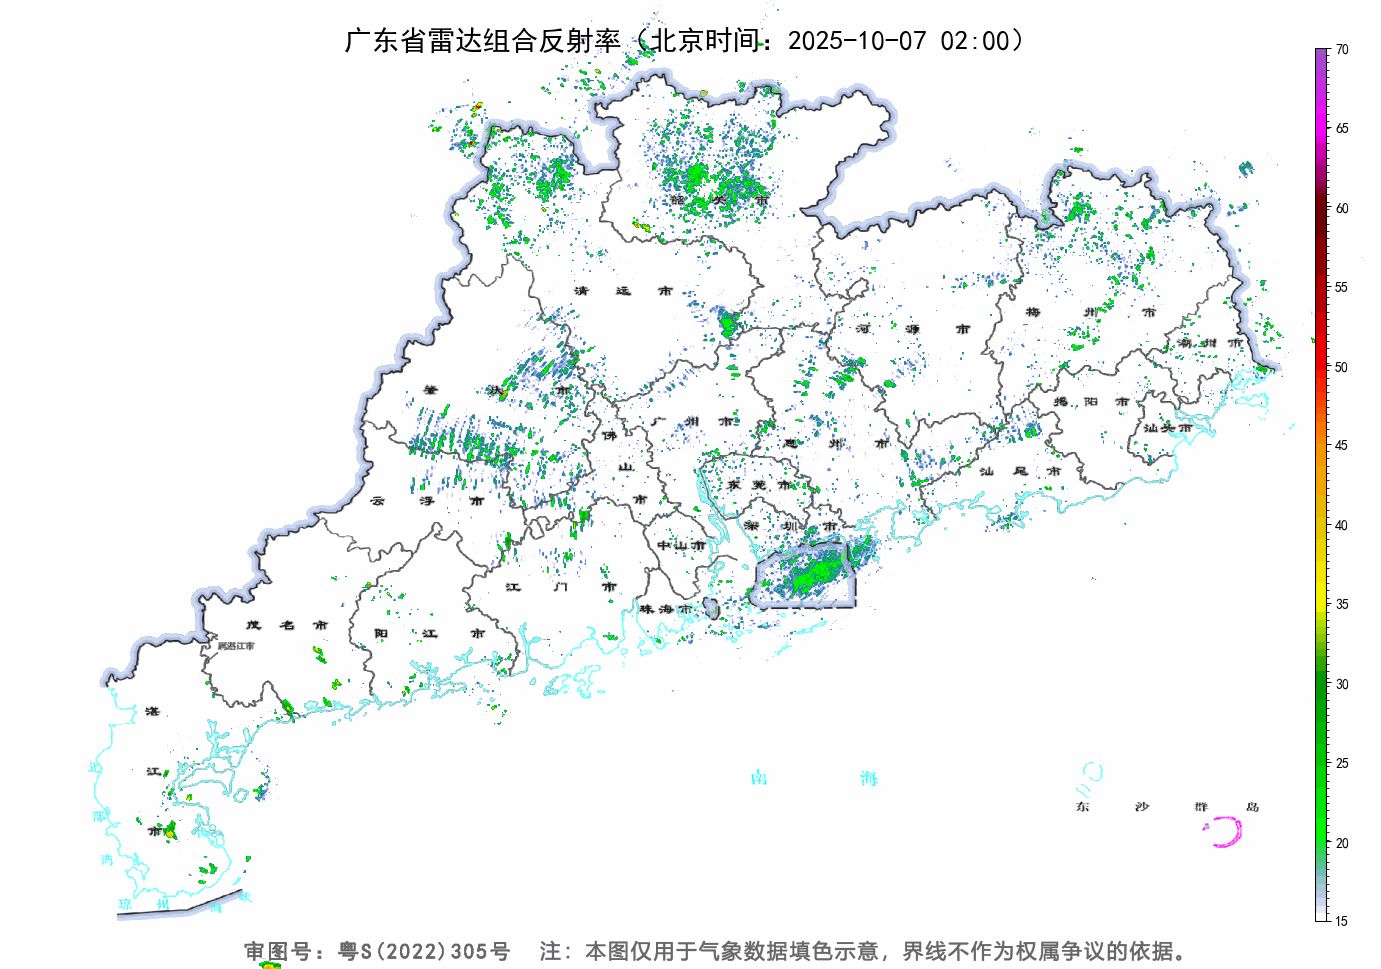 广东省雷达组合反射率（北京时间：2025-10-07 02:00）
70
65
60
55
50
45
40
35
30
25
20
15
韶关市
清远市
河源市
梅州市
潮州市
肇庆市
广州市
佛山市
惠州市
揭阳市
汕头市
汕尾市
云浮市
东莞市
深圳市
中山市
江门市
珠海市
茂名市
阳江市
属湛江市
湛江市
北部湾
琼州海峡
南海
东沙群岛
审图号：粤S(2022)305号 注：本图仅用于气象数据填色示意，界线不作为权属争议的依据。